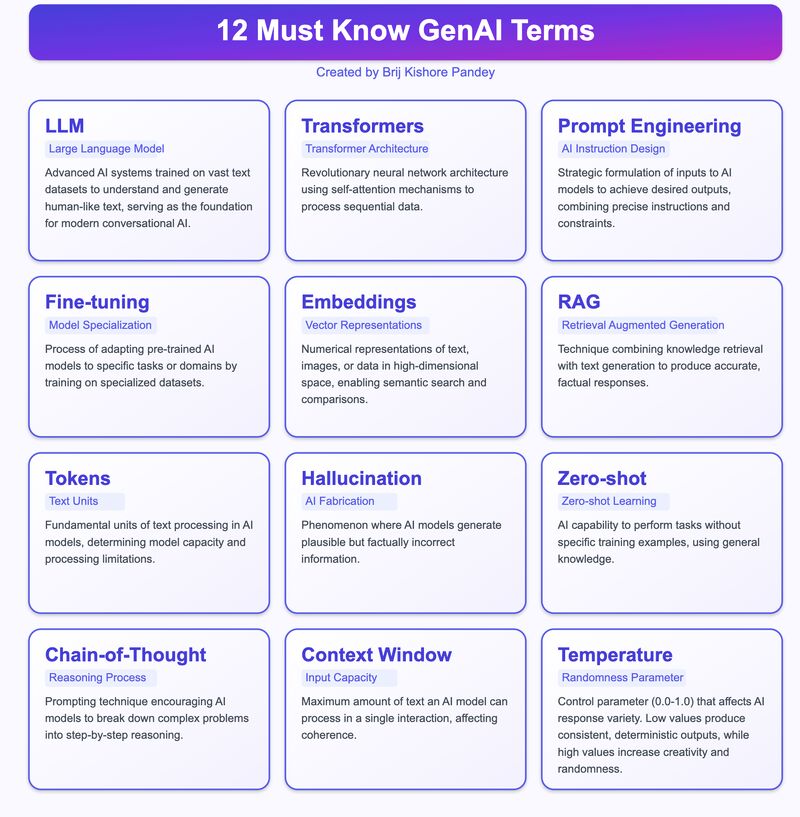 12 Must Know GenAI Terms
Created by Brij Kishore Pandey
LLM
Large Language Model
Advanced AI systems trained on vast text
datasets to understand and generate
human-like text, serving as the foundation
for modern conversational AI.
Transformers
Transformer Architecture
Revolutionary neural network architecture
using self-attention mechanisms to
process sequential data.
Prompt Engineering
AI Instruction Design
Strategic formulation of inputs to AI
models to achieve desired outputs,
combining precise instructions and
constraints.
Fine-tuning
Model Specialization
Process of adapting pre-trained AI
models to specific tasks or domains by
training on specialized datasets.
Embeddings
Vector Representations
Numerical representations of text,
images, or data in high-dimensional
space, enabling semantic search and
comparisons.
RAG
Retrieval Augmented Generation
Technique combining knowledge retrieval
with text generation to produce accurate,
factual responses.
Tokens
Text Units
Fundamental units of text processing in AI
models, determining model capacity and
processing limitations.
Hallucination
AI Fabrication
Phenomenon where AI models generate
plausible but factually incorrect
information.
Zero-shot
Zero-shot Learning
AI capability to perform tasks without
specific training examples, using general
knowledge.
Chain-of-Thought
Reasoning Process
Prompting technique encouraging AI
models to break down complex problems
into step-by-step reasoning.
Context Window
Input Capacity
Maximum amount of text an AI model can
process in a single interaction, affecting
coherence.
Temperature
Randomness Parameter
Control parameter (0.0-1.0) that affects AI
response variety. Low values produce
consistent, deterministic outputs, while
high values increase creativity and
randomness.